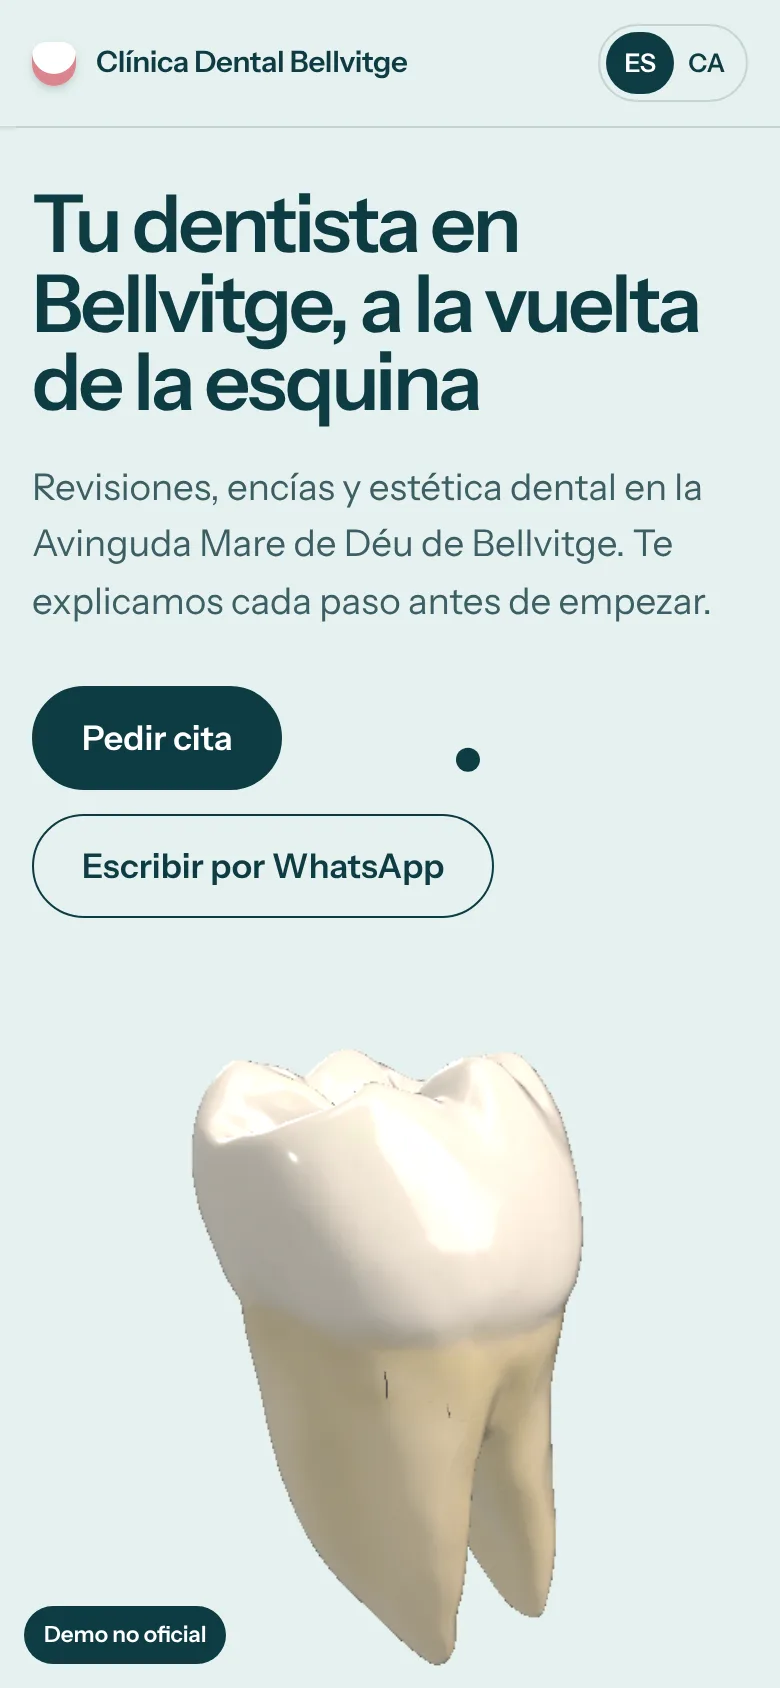 Clínica Dental Bellvitge
ES CA
Tu dentista en
Bellvitge, a la vuelta
de la esquina
Revisiones, encías y estética dental en la
Avinguda Mare de Déu de Bellvitge. Te
explicamos cada paso antes de empezar.
Pedir cita
Escribir por WhatsApp
Demo no oficial